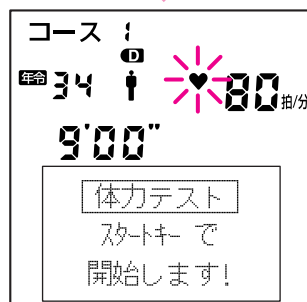 コース 1
D
年令 34 ♥ 80 拍/分
9'00"
体力テスト
スタートキー で
開始します!